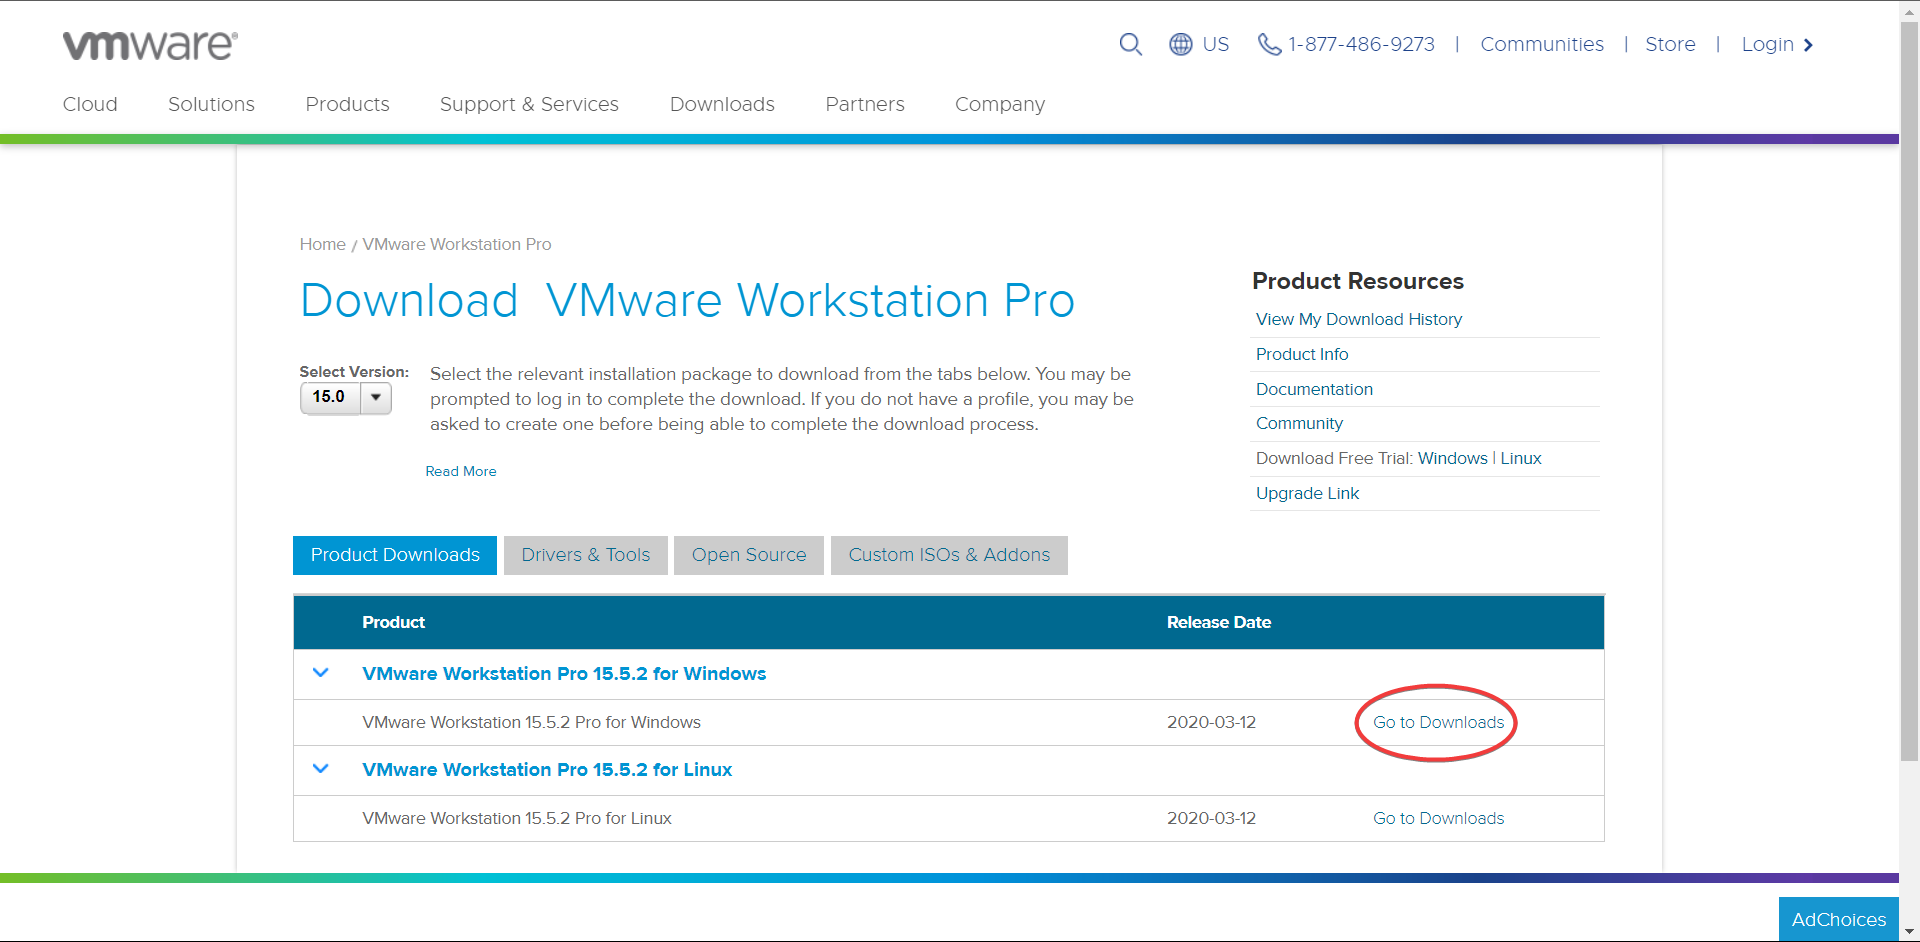 vmware®
US
1-877-486-9273 | Communities | Store | Login
Cloud Solutions Products Support & Services Downloads Partners Company
Home / VMware Workstation Pro
Download VMware Workstation Pro
Select Version:
15.0
Select the relevant installation package to download from the tabs below. You may be
prompted to log in to complete the download. If you do not have a profile, you may be
asked to create one before being able to complete the download process.
Read More
Product Resources
View My Download History
Product Info
Documentation
Community
Download Free Trial: Windows | Linux
Upgrade Link
Product Downloads Drivers & Tools Open Source Custom ISOs & Addons
Product Release Date
VMware Workstation Pro 15.5.2 for Windows
VMware Workstation 15.5.2 Pro for Windows 2020-03-12 Go to Downloads
VMware Workstation Pro 15.5.2 for Linux
VMware Workstation 15.5.2 Pro for Linux 2020-03-12 Go to Downloads
AdChoices